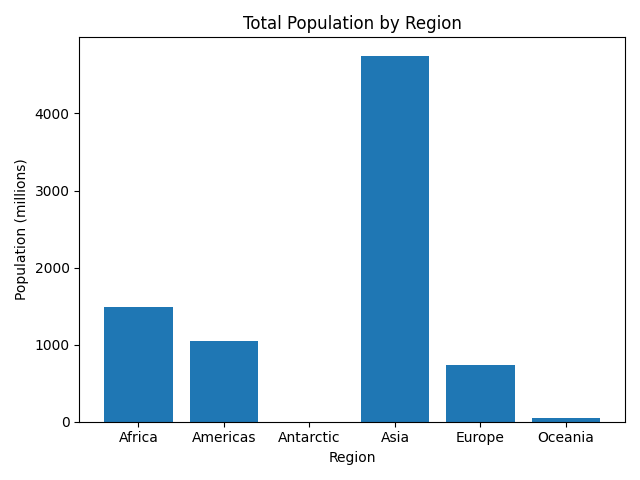 Total Population by Region
Population (millions)
4000
3000
2000
1000
0
Africa Americas Antarctic Asia Europe Oceania
Region